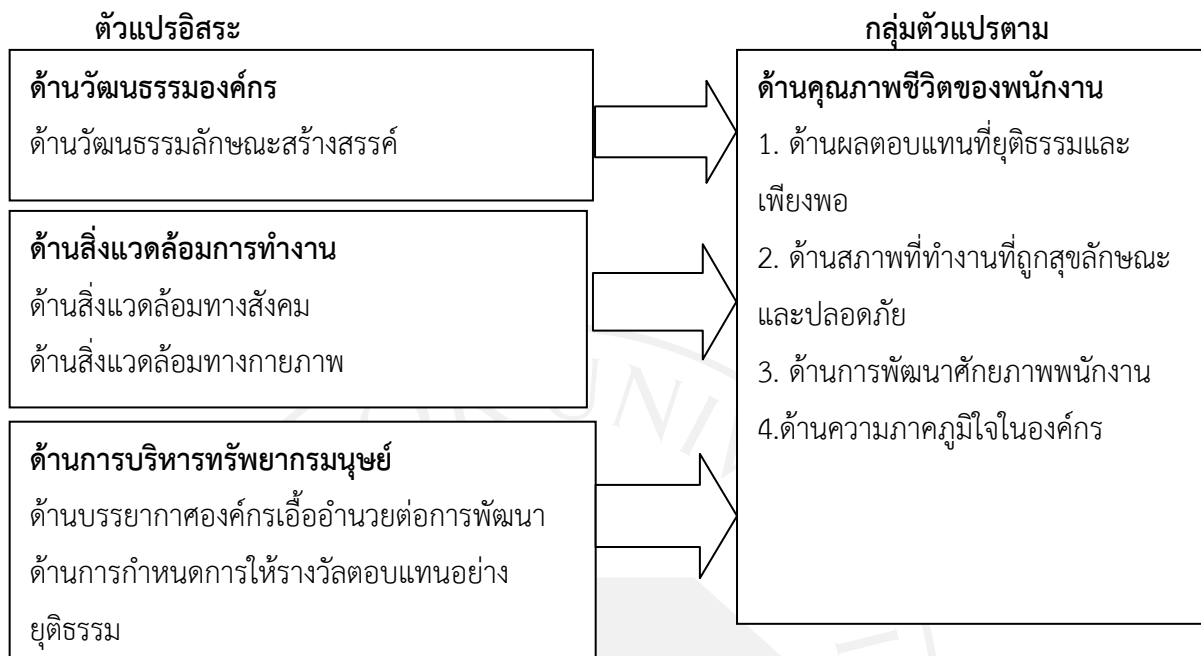 ตัวแปรอิสระ
ด้านวัฒนธรรมองค์กร
ด้านวัฒนธรรมลักษณะสร้างสรรค์
ด้านสิ่งแวดล้อมการทำงาน
ด้านสิ่งแวดล้อมทางสังคม
ด้านสิ่งแวดล้อมทางกายภาพ
ด้านการบริหารทรัพยากรมนุษย์
ด้านบรรยากาศองค์กรเอื้ออำนวยต่อการพัฒนา
ด้านการกำหนดการให้รางวัลตอบแทนอย่าง
ยุติธรรม
กลุ่มตัวแปรตาม
ด้านคุณภาพชีวิตของพนักงาน
1. ด้านผลตอบแทนที่ยุติธรรมและ
เพียงพอ
2. ด้านสภาพที่ทำงานที่ถูกสุขลักษณะ
และปลอดภัย
3. ด้านการพัฒนาศักยภาพพนักงาน
4.ด้านความภาคภูมิใจในองค์กร